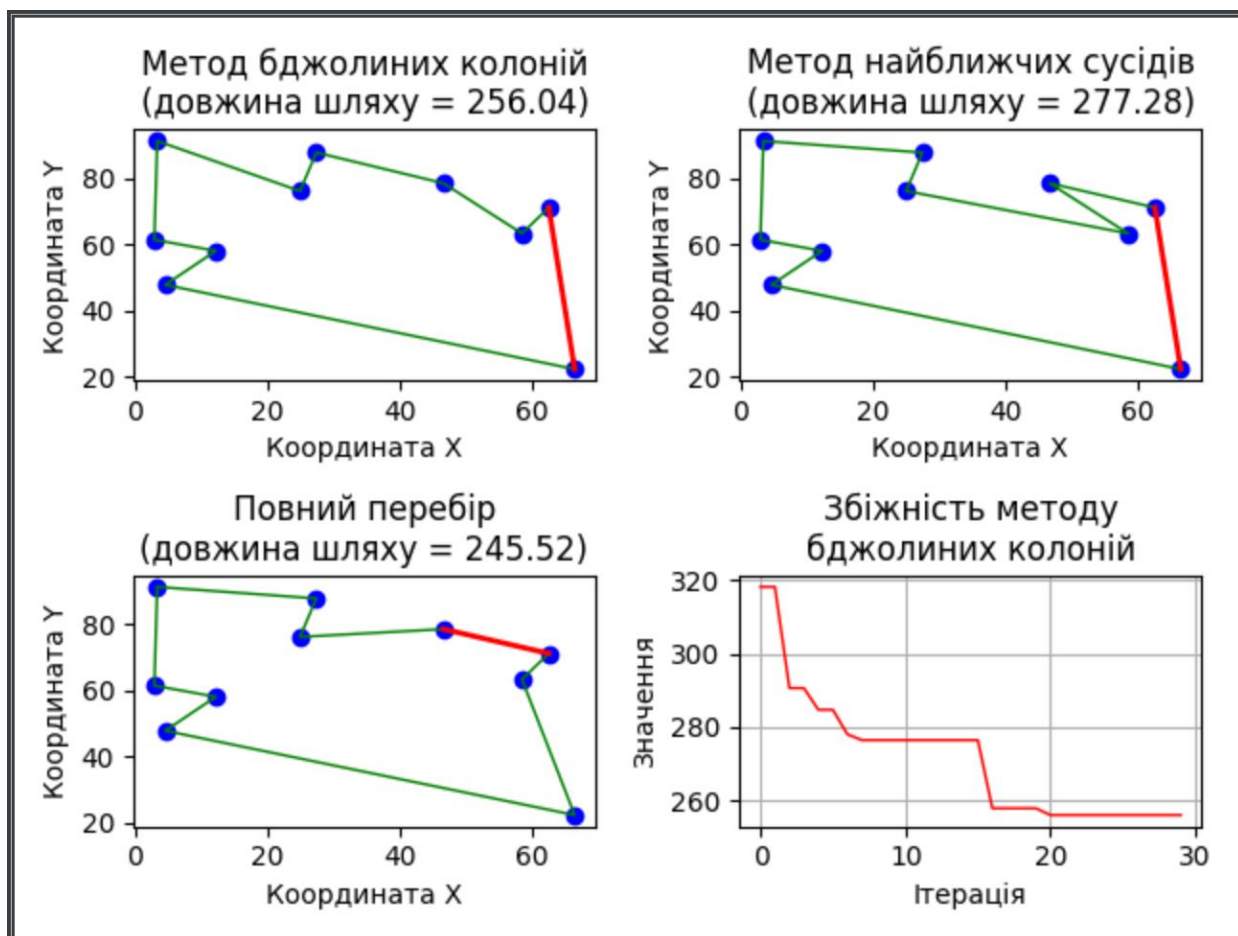 Метод бджолиних колоній
(довжина шляху = 256.04)
Координата Y
80
60
40
20
0 20 40 60
Координата X
Метод найближчих сусідів
(довжина шляху = 277.28)
Координата Y
80
60
40
20
0 20 40 60
Координата X
Повний перебір
(довжина шляху = 245.52)
Координата Y
80
60
40
20
0 20 40 60
Координата X
Збіжність методу
бджолиних колоній
Значення
320
300
280
260
0 10 20 30
Ітерація